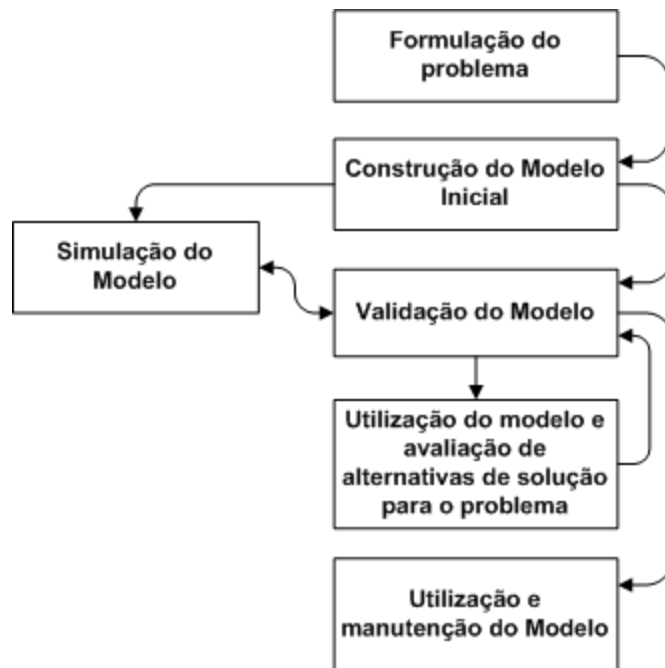 Formulação do
problema
Construção do Modelo
Inicial
Simulação do
Modelo
Validação do Modelo
Utilização do modelo e
avaliação de
alternativas de solução
para o problema
Utilização e
manutenção do Modelo